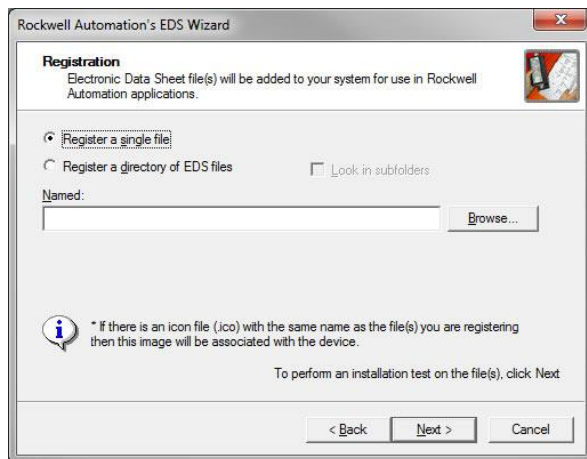 Rockwell Automation's EDS Wizard
Registration
Electronic Data Sheet file(s) will be added to your system for use in Rockwell
Automation applications.
Register a single file
Register a directory of EDS files
Look in subfolders
Named:
Browse...
* If there is an icon file (.ico) with the same name as the file(s) you are registering
then this image will be associated with the device.
To perform an installation test on the file(s), click Next
< Back
Next >
Cancel